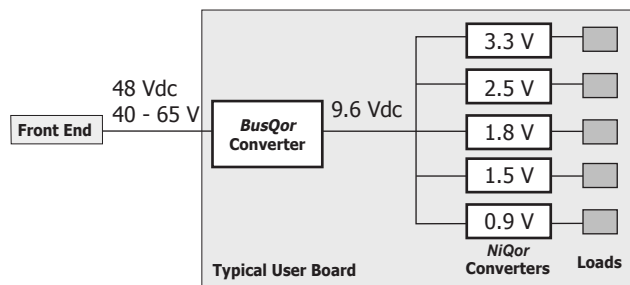 48 Vdc
40 - 65 V
Front End
BusQor
Converter
9.6 Vdc
3.3 V
2.5 V
1.8 V
1.5 V
0.9 V
NiQor
Converters
Loads
Typical User Board